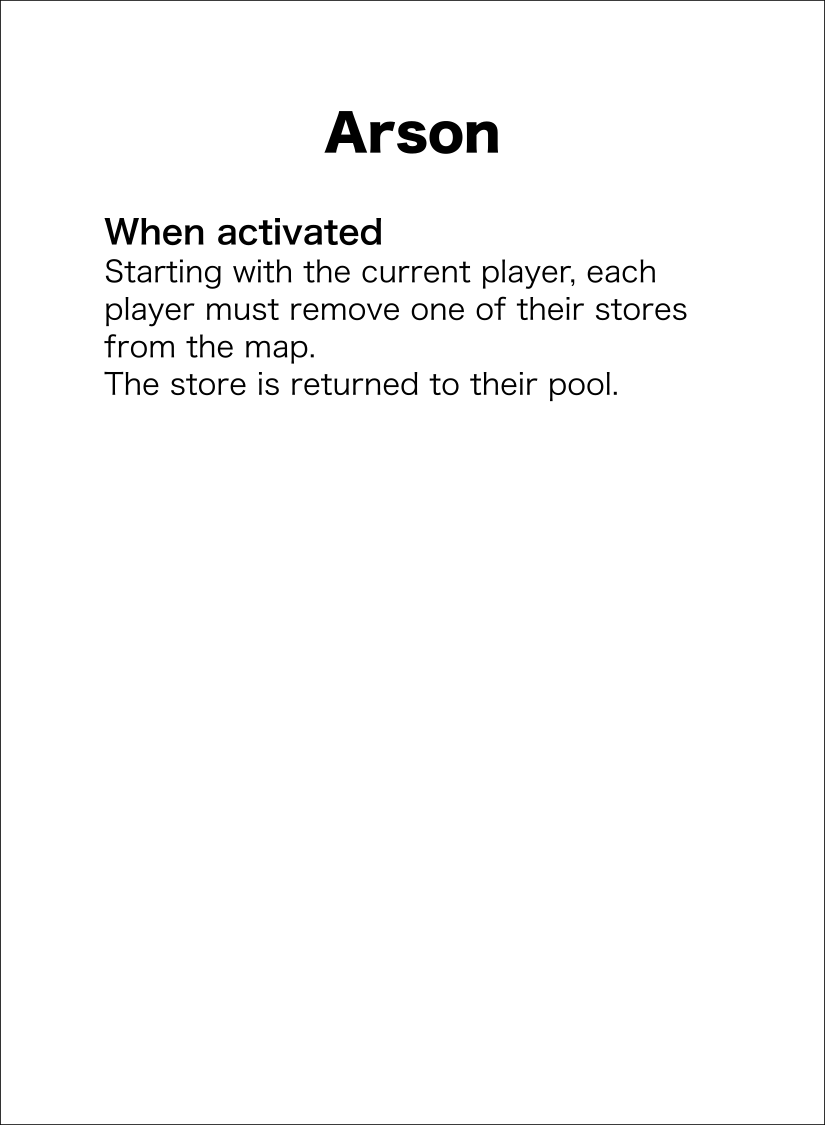 Arson
When activated
Starting with the current player, each
player must remove one of their stores
from the map.
The store is returned to their pool.